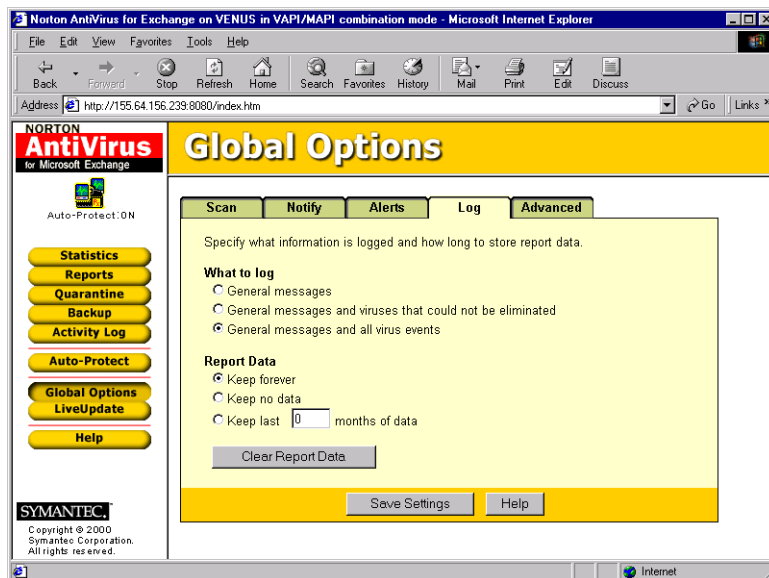 Norton AntiVirus for Exchange on VENUS in VAPI/MAPI combination mode - Microsoft Internet Explorer
File Edit View Favorites Tools Help
Back Forward Stop Refresh Home Search Favorites History Mail Print Edit Discuss
Address http://155.64.156.239:8080/index.htm Go Links »
NORTON
AntiVirus
for Microsoft Exchange
Global Options
Auto-Protect:ON
Scan Notify Alerts Log Advanced
Specify what information is logged and how long to store report data.
What to log
General messages
General messages and viruses that could not be eliminated
General messages and all virus events
Report Data
Keep forever
Keep no data
Keep last 0 months of data
Clear Report Data
Save Settings Help
Statistics
Reports
Quarantine
Backup
Activity Log
Auto-Protect
Global Options
LiveUpdate
Help
SYMANTEC.
Copyright © 2000
Symantec Corporation.
All rights reserved.
Internet